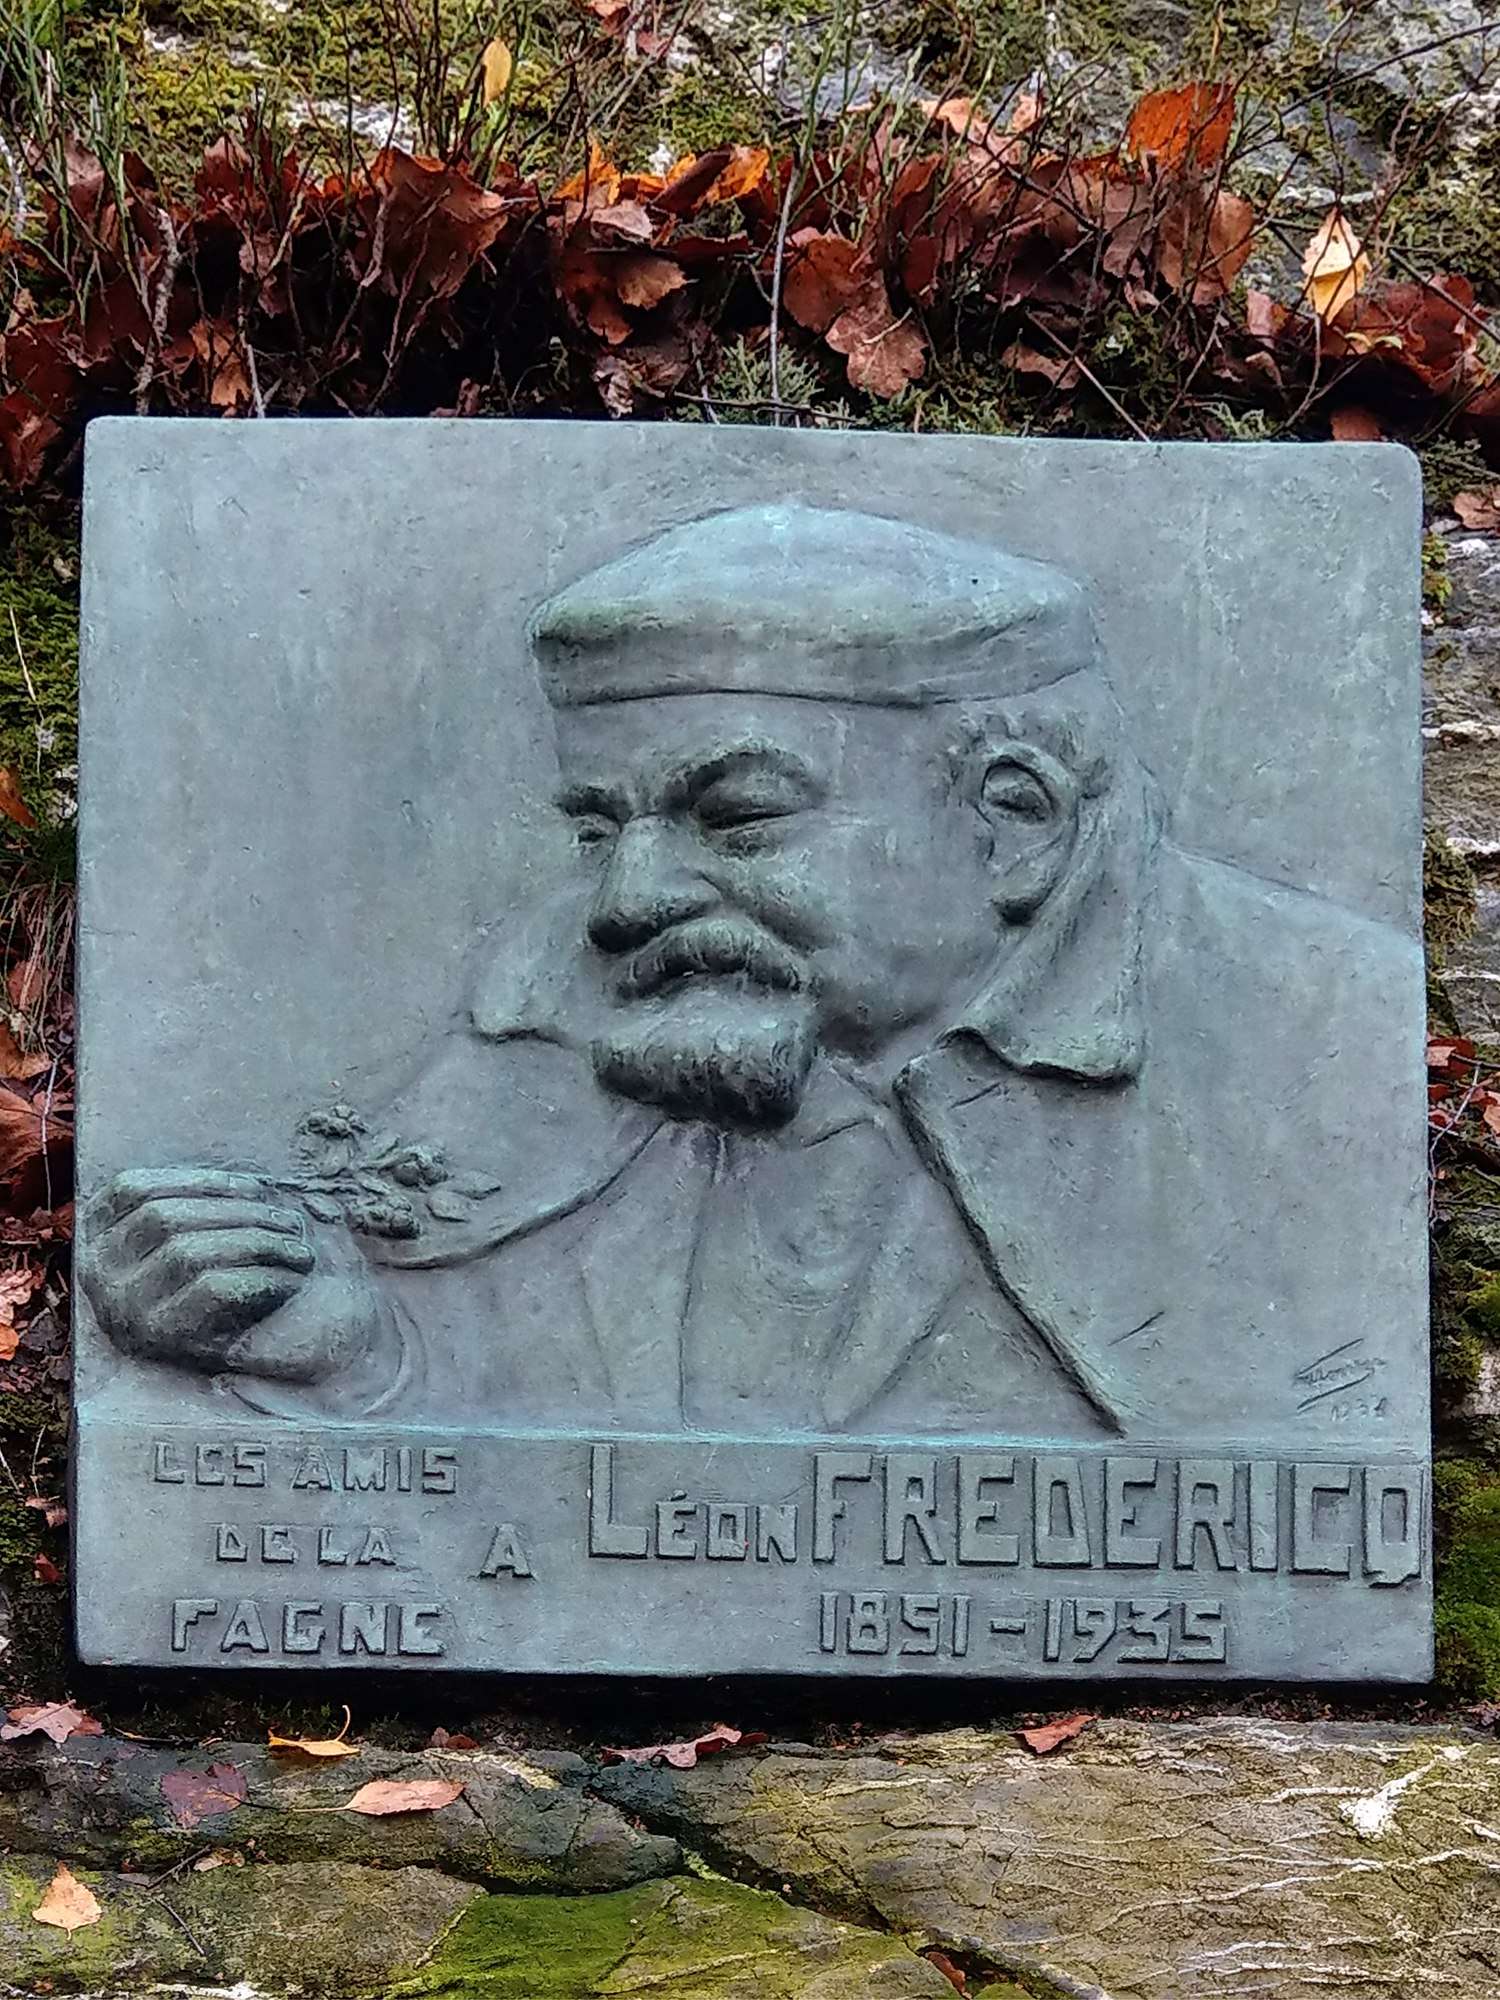 LES AMIS
DE LA
FAGNE
A LÉON FREDERICQ
1851-1935